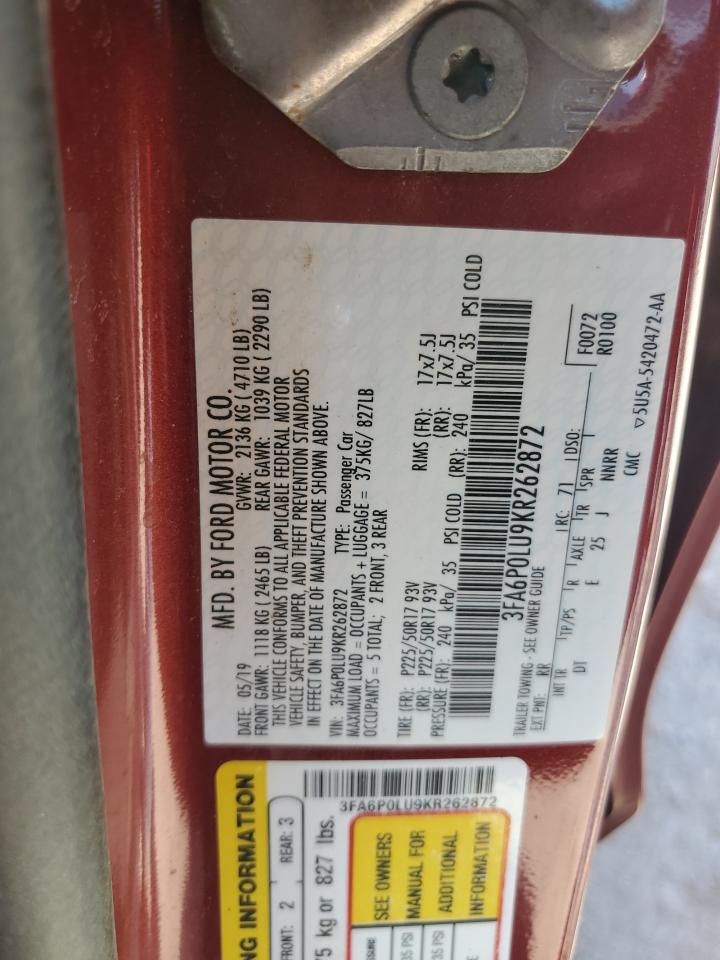 MFD. BY FORD MOTOR CO.
DATE: 05/19 GVWR: 2136 KG ( 4710 LB)
FRONT GAWR: 1118 KG ( 2465 LB) REAR GAWR: 1039 KG ( 2290 LB)
THIS VEHICLE CONFORMS TO ALL APPLICABLE FEDERAL MOTOR
VEHICLE SAFETY, BUMPER, AND THEFT PREVENTION STANDARDS
IN EFFECT ON THE DATE OF MANUFACTURE SHOWN ABOVE.
VIN: 3FA6P0LU9KR262872 TYPE: Passenger Car
MAXIMUM LOAD = OCCUPANTS + LUGGAGE = 375KG/ 827LB
OCCUPANTS = 5 TOTAL; 2 FRONT, 3 REAR
TIRE (FR): P225/50R17 93V RIMS (FR): 17x7.5J
(RR): P225/50R17 93V (RR): 17x7.5J
PRESSURE (FR): 240 kPa/ 35 PSI COLD (RR): 240 kPa/ 35 PSI COLD
3FA6P0LU9KR262872
TRAILER TOWING - SEE OWNER GUIDE
EXT PNT: RR RC: 71 DSO: F0072
R0100
INT TR TP/PS R AXLE TR SPR
DT E 25 J NNRR
CMC ▽5U5A-5420472-AA
NG INFORMATION
FRONT: 2 REAR: 3
75 kg or 827 lbs.
3FA6P0LU9KR262872
SEE OWNERS
MANUAL FOR
ADDITIONAL
INFORMATION
35 PSI
35 PSI